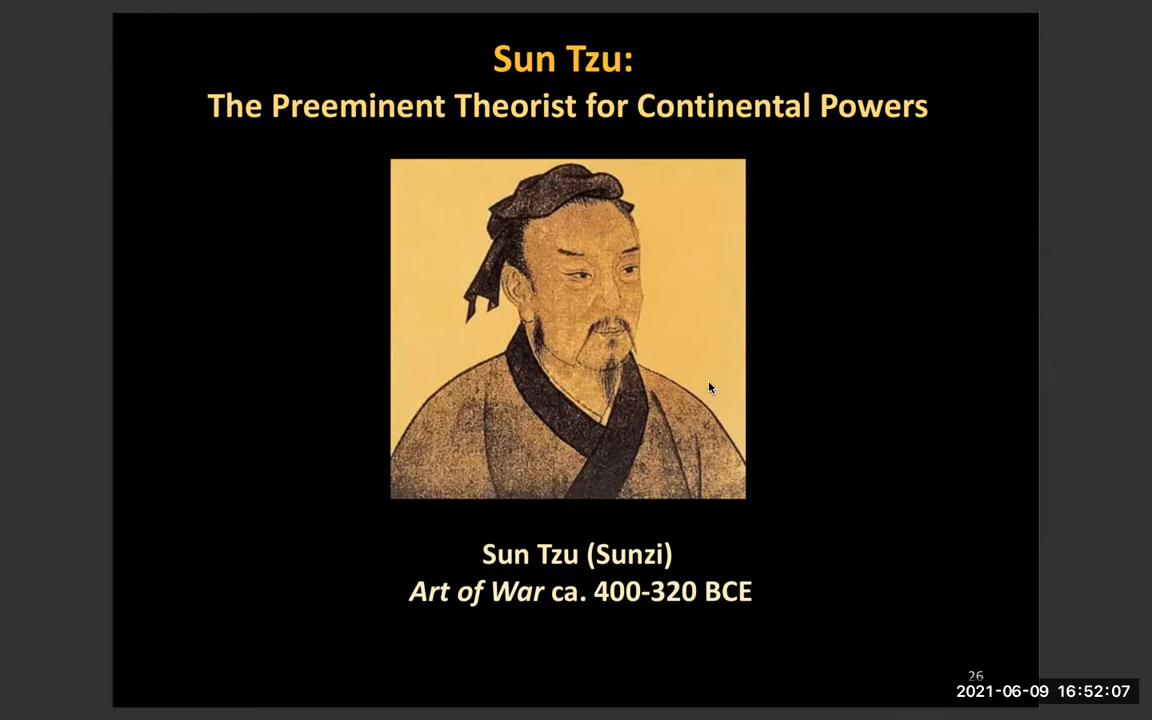 Sun Tzu:
The Preeminent Theorist for Continental Powers
Sun Tzu (Sunzi)
Art of War ca. 400-320 BCE
26
2021-06-09 16:52:07